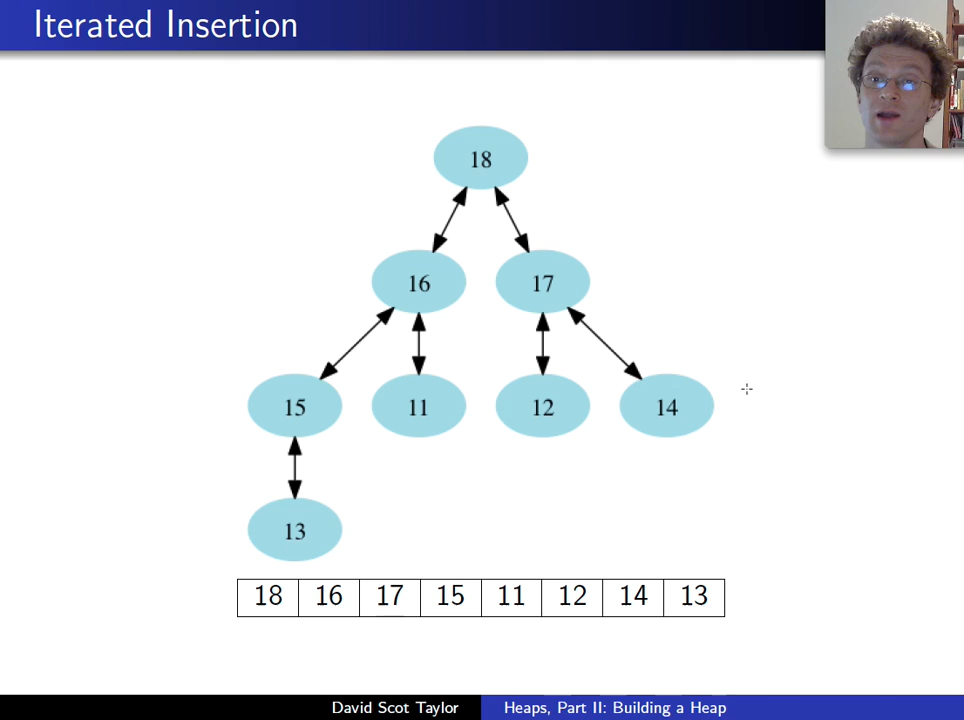 Iterated Insertion
18
16 17
15 11 12 14
13
18 16 17 15 11 12 14 13
David Scot Taylor Heaps, Part II: Building a Heap